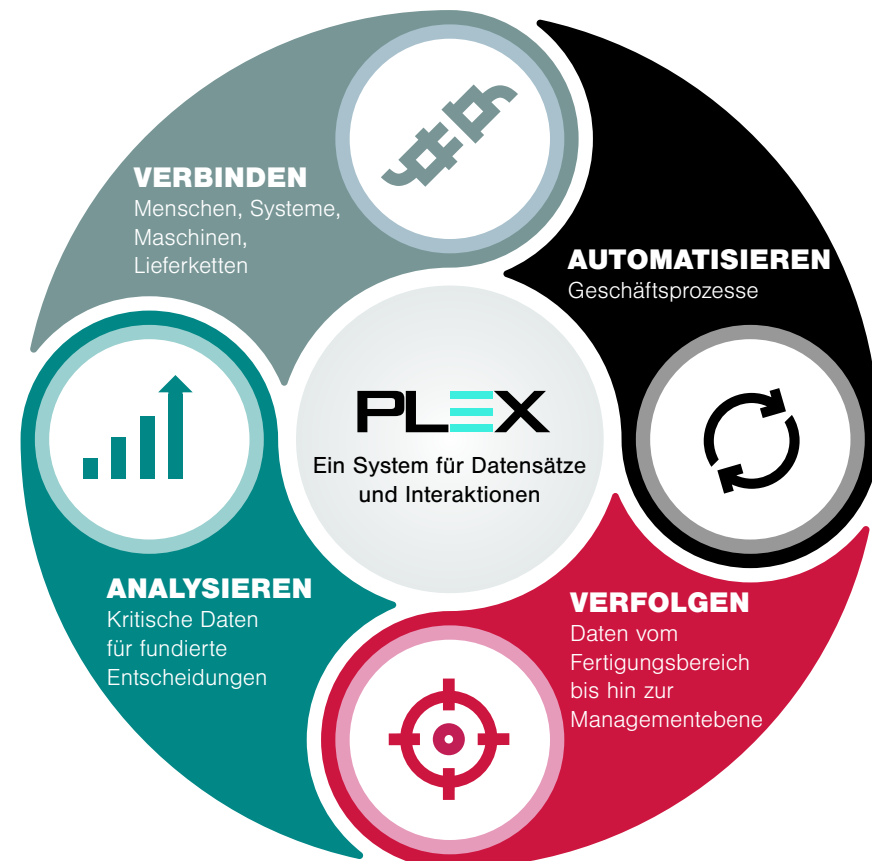 VERBINDEN
Menschen, Systeme,
Maschinen,
Lieferketten
AUTOMATISIEREN
Geschäftsprozesse
PLEX
Ein System für Datensätze
und Interaktionen
ANALYSIEREN
Kritische Daten
für fundierte
Entscheidungen
VERFOLGEN
Daten vom
Fertigungsbereich
bis hin zur
Managementebene